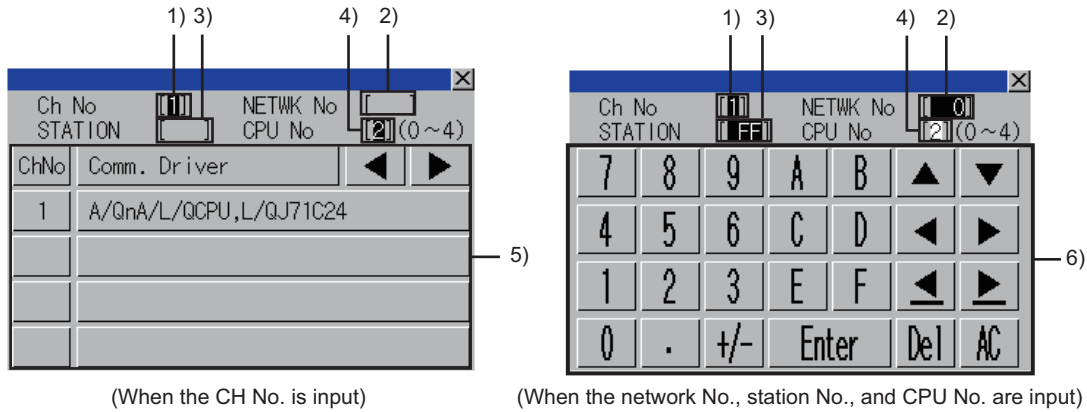 1) 3) 4) 2)
Ch No [1] NETWK No [ ]
STATION [ ] CPU No [2](0～4)
ChNo Comm. Driver ◀ ▶
1 A/QnA/L/QCPU,L/QJ71C24
5)
(When the CH No. is input)
1) 3) 4) 2)
Ch No [1] NETWK No [ 0]
STATION [ FF] CPU No [2](0～4)
7 8 9 A B ▲ ▼
4 5 6 C D ◀ ▶
6)
1 2 3 E F ◀ ▶
0 . +/- Enter Del AC
(When the network No., station No., and CPU No. are input)